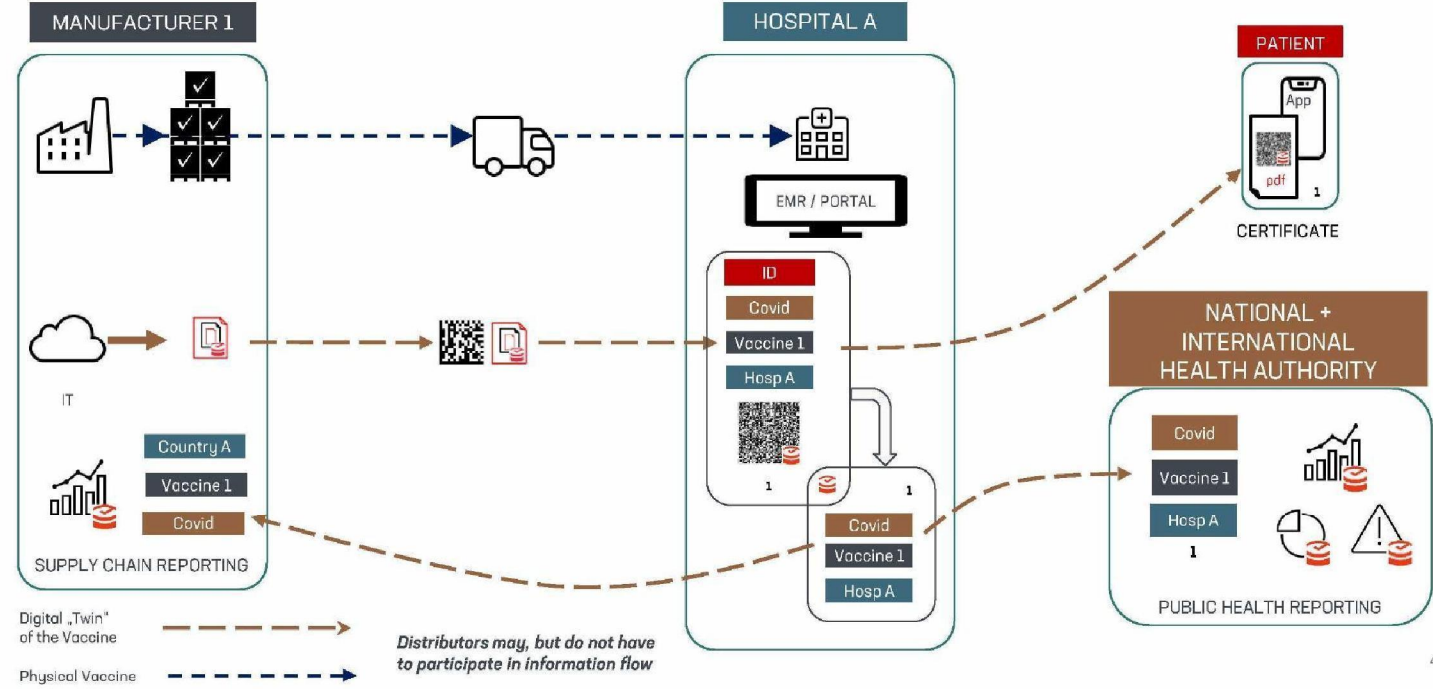 MANUFACTURER 1
HOSPITAL A
PATIENT
App
pdf
1
CERTIFICATE
EMR / PORTAL
ID
Covid
Vaccine 1
Hosp A
1
IT
Country A
Vaccine 1
Covid
SUPPLY CHAIN REPORTING
1
Covid
Vaccine 1
Hosp A
NATIONAL +
INTERNATIONAL
HEALTH AUTHORITY
Covid
Vaccine 1
Hosp A
1
PUBLIC HEALTH REPORTING
Digital „Twin"
of the Vaccine
Physical Vaccine
Distributors may, but do not have
to participate in information flow